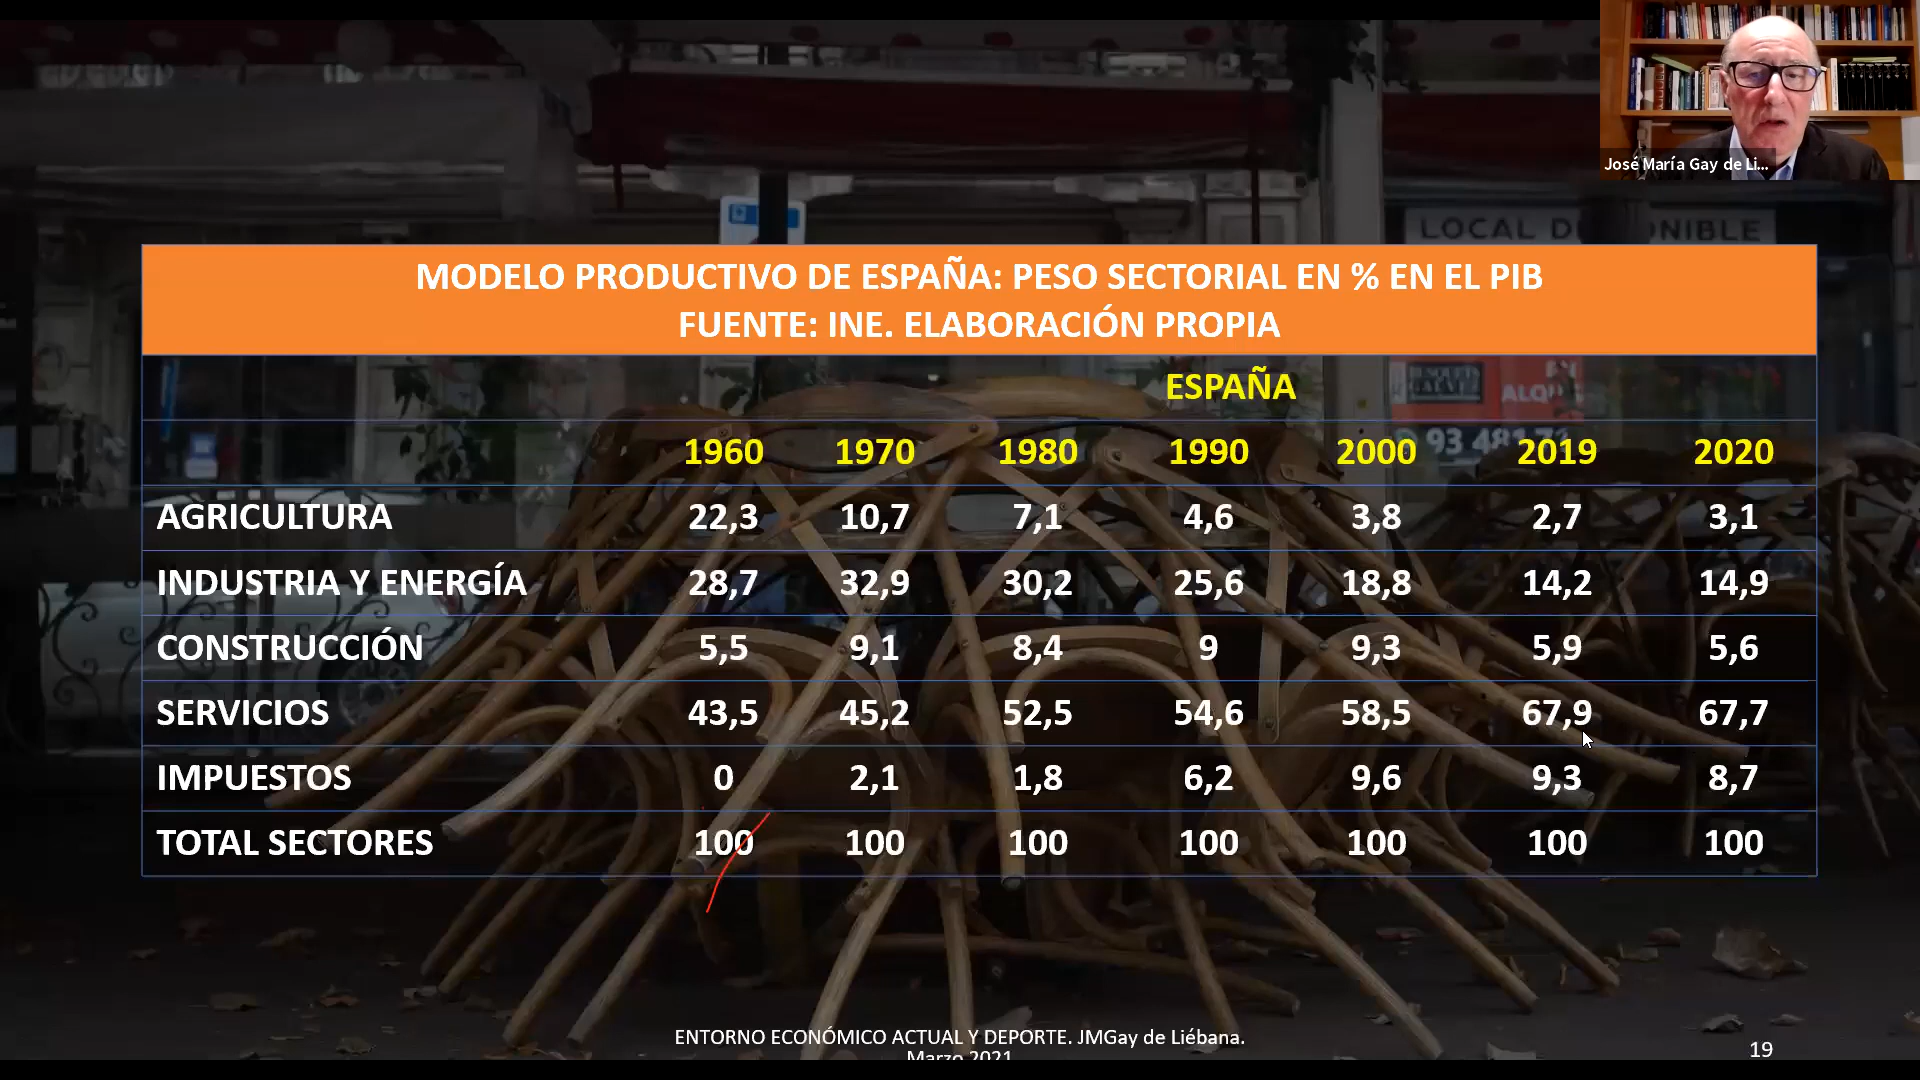 José María Gay de Li...
LOCAL D
NIBLE
MODELO PRODUCTIVO DE ESPAÑA: PESO SECTORIAL EN % EN EL PIB
FUENTE: INE. ELABORACIÓN PROPIA
ESPAÑA
1960 1970 1980 1990 2000 2019 2020
AGRICULTURA 22,3 10,7 7,1 4,6 3,8 2,7 3,1
INDUSTRIA Y ENERGÍA 28,7 32,9 30,2 25,6 18,8 14,2 14,9
CONSTRUCCIÓN 5,5 9,1 8,4 9 9,3 5,9 5,6
SERVICIOS 43,5 45,2 52,5 54,6 58,5 67,9 67,7
IMPUESTOS 0 2,1 1,8 6,2 9,6 9,3 8,7
TOTAL SECTORES 100 100 100 100 100 100 100
ENTORNO ECONÓMICO ACTUAL Y DEPORTE. JMGay de Liébana.
Marzo 2021
19